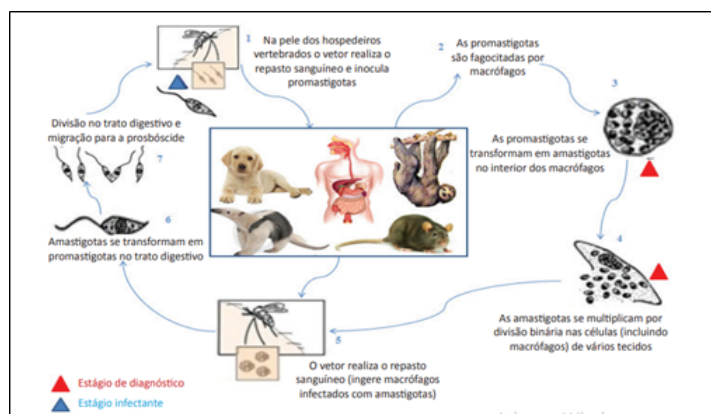 1
Na pele dos hospedeiros
vertebrados o vetor realiza o
repasto sanguíneo e inocula
promastigotas
2
As promastigotas
são fagocitadas por
macrófagos
3
As promastigotas se
transformam em amastigotas
no interior dos macrófagos
4
As amastigotas se multiplicam por
divisão binária nas células (incluindo
macrófagos) de vários tecidos
5
O vetor realiza o repasto
sanguíneo (ingere macrófagos
infectados com amastigotas)
6
Amastigotas se transformam em
promastigotas no trato digestivo
Divisão no trato digestivo e
migração para a prosbóscide
7
Estágio de diagnóstico
Estágio infectante